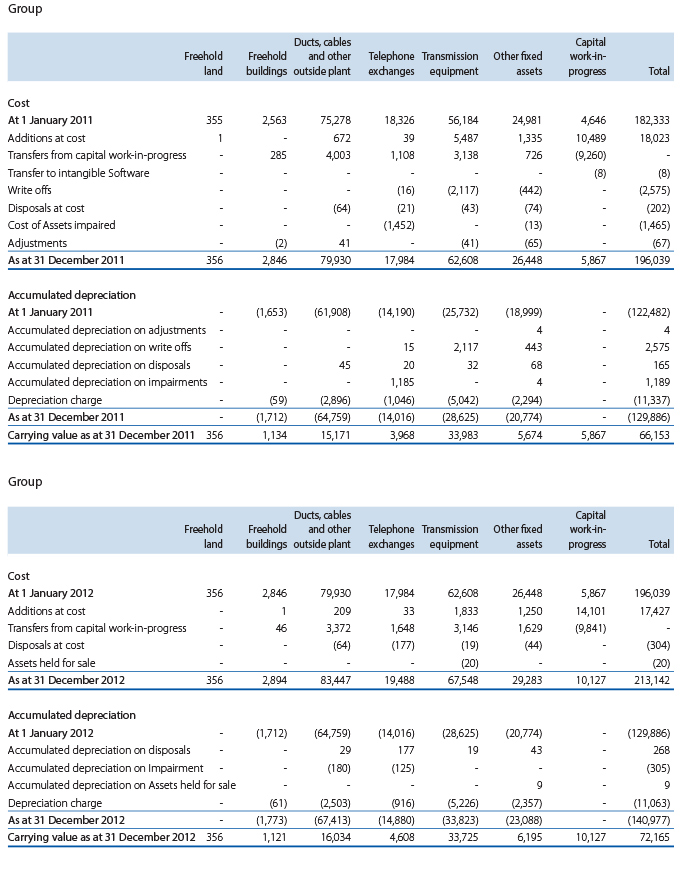 Group
Ducts, cables Capital
Freehold Freehold and other Telephone Transmission Other fixed work-in-
land buildings outside plant exchanges equipment assets progress Total
Cost
At 1 January 2011 355 2,563 75,278 18,326 56,184 24,981 4,646 182,333
Additions at cost 1 - 672 39 5,487 1,335 10,489 18,023
Transfers from capital work-in-progress - 285 4,003 1,108 3,138 726 (9,260) -
Transfer to intangible Software - - - - - - (8) (8)
Write offs - - - (16) (2,117) (442) - (2,575)
Disposals at cost - - (64) (21) (43) (74) - (202)
Cost of Assets impaired - - - (1,452) - (13) - (1,465)
Adjustments - (2) 41 - (41) (65) - (67)
As at 31 December 2011 356 2,846 79,930 17,984 62,608 26,448 5,867 196,039
Accumulated depreciation
At 1 January 2011 - (1,653) (61,908) (14,190) (25,732) (18,999) - (122,482)
Accumulated depreciation on adjustments - - - - - 4 - 4
Accumulated depreciation on write offs - - - 15 2,117 443 - 2,575
Accumulated depreciation on disposals - - 45 20 32 68 - 165
Accumulated depreciation on impairments - - - 1,185 - 4 - 1,189
Depreciation charge - (59) (2,896) (1,046) (5,042) (2,294) - (11,337)
As at 31 December 2011 - (1,712) (64,759) (14,016) (28,625) (20,774) - (129,886)
Carrying value as at 31 December 2011 356 1,134 15,171 3,968 33,983 5,674 5,867 66,153
Group
Ducts, cables Capital
Freehold Freehold and other Telephone Transmission Other fixed work-in-
land buildings outside plant exchanges equipment assets progress Total
Cost
At 1 January 2012 356 2,846 79,930 17,984 62,608 26,448 5,867 196,039
Additions at cost - 1 209 33 1,833 1,250 14,101 17,427
Transfers from capital work-in-progress - 46 3,372 1,648 3,146 1,629 (9,841) -
Disposals at cost - - (64) (177) (19) (44) - (304)
Assets held for sale - - - - (20) - - (20)
As at 31 December 2012 356 2,894 83,447 19,488 67,548 29,283 10,127 213,142
Accumulated depreciation
At 1 January 2012 - (1,712) (64,759) (14,016) (28,625) (20,774) - (129,886)
Accumulated depreciation on disposals - - 29 177 19 43 - 268
Accumulated depreciation on Impairment - - (180) (125) - - - (305)
Accumulated depreciation on Assets held for sale - - - - 9 - 9
Depreciation charge - (61) (2,503) (916) (5,226) (2,357) - (11,063)
As at 31 December 2012 - (1,773) (67,413) (14,880) (33,823) (23,088) - (140,977)
Carrying value as at 31 December 2012 356 1,121 16,034 4,608 33,725 6,195 10,127 72,165